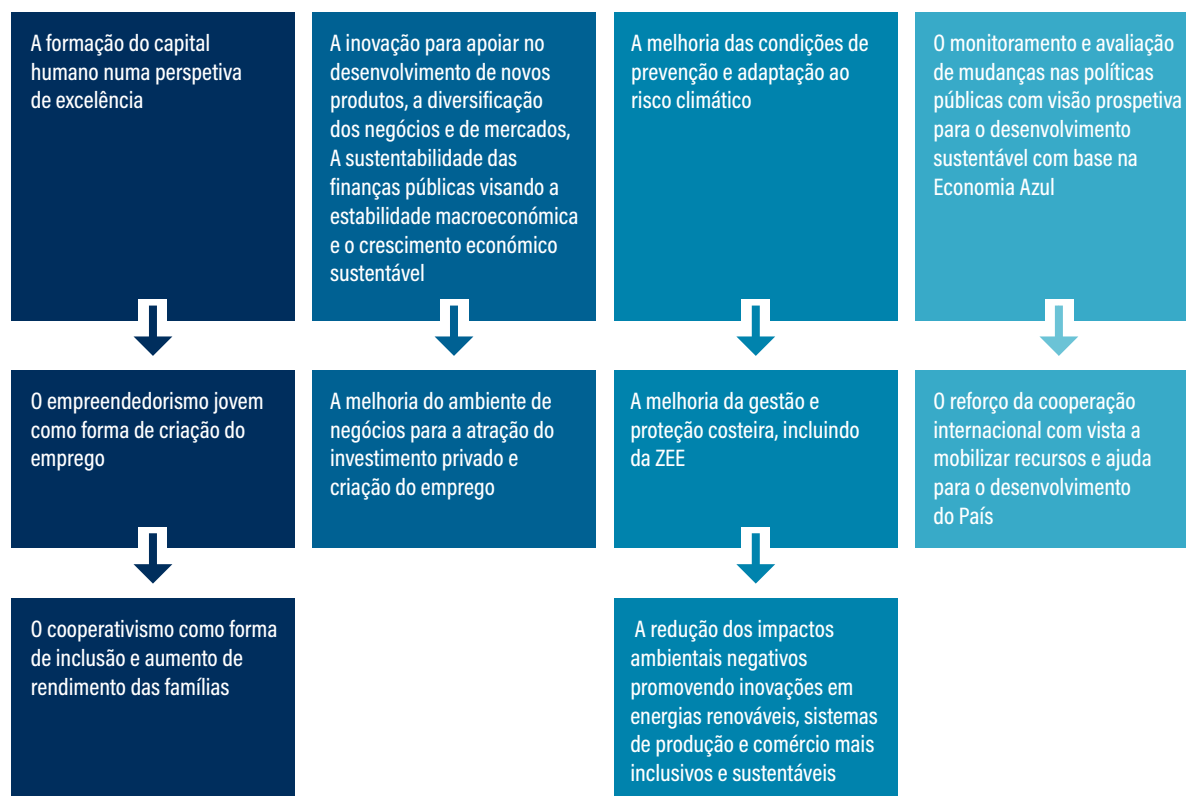 A formação do capital
humano numa perspetiva
de excelência
O empreendedorismo jovem
como forma de criação do
emprego
O cooperativismo como forma
de inclusão e aumento de
rendimento das famílias
A inovação para apoiar no
desenvolvimento de novos
produtos, a diversificação
dos negócios e de mercados,
A sustentabilidade das
finanças públicas visando a
estabilidade macroeconómica
e o crescimento económico
sustentável
A melhoria do ambiente de
negócios para a atração do
investimento privado e
criação do emprego
A melhoria das condições de
prevenção e adaptação ao
risco climático
A melhoria da gestão e
proteção costeira, incluindo
da ZEE
A redução dos impactos
ambientais negativos
promovendo inovações em
energias renováveis, sistemas
de produção e comércio mais
inclusivos e sustentáveis
O monitoramento e avaliação
de mudanças nas políticas
públicas com visão prospetiva
para o desenvolvimento
sustentável com base na
Economia Azul
O reforço da cooperação
internacional com vista a
mobilizar recursos e ajuda
para o desenvolvimento
do País